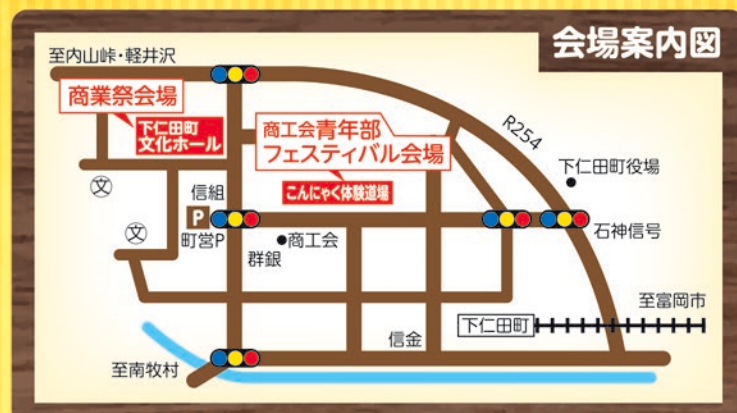 会場案内図
至内山峠・軽井沢
商業祭会場
下仁田町
文化ホール
商工会青年部
フェスティバル会場
こんにゃく体験道場
R254
下仁田町役場
文
信組
P
町営P
文
商工会
群銀
石神信号
至富岡市
下仁田町
信金
至南牧村